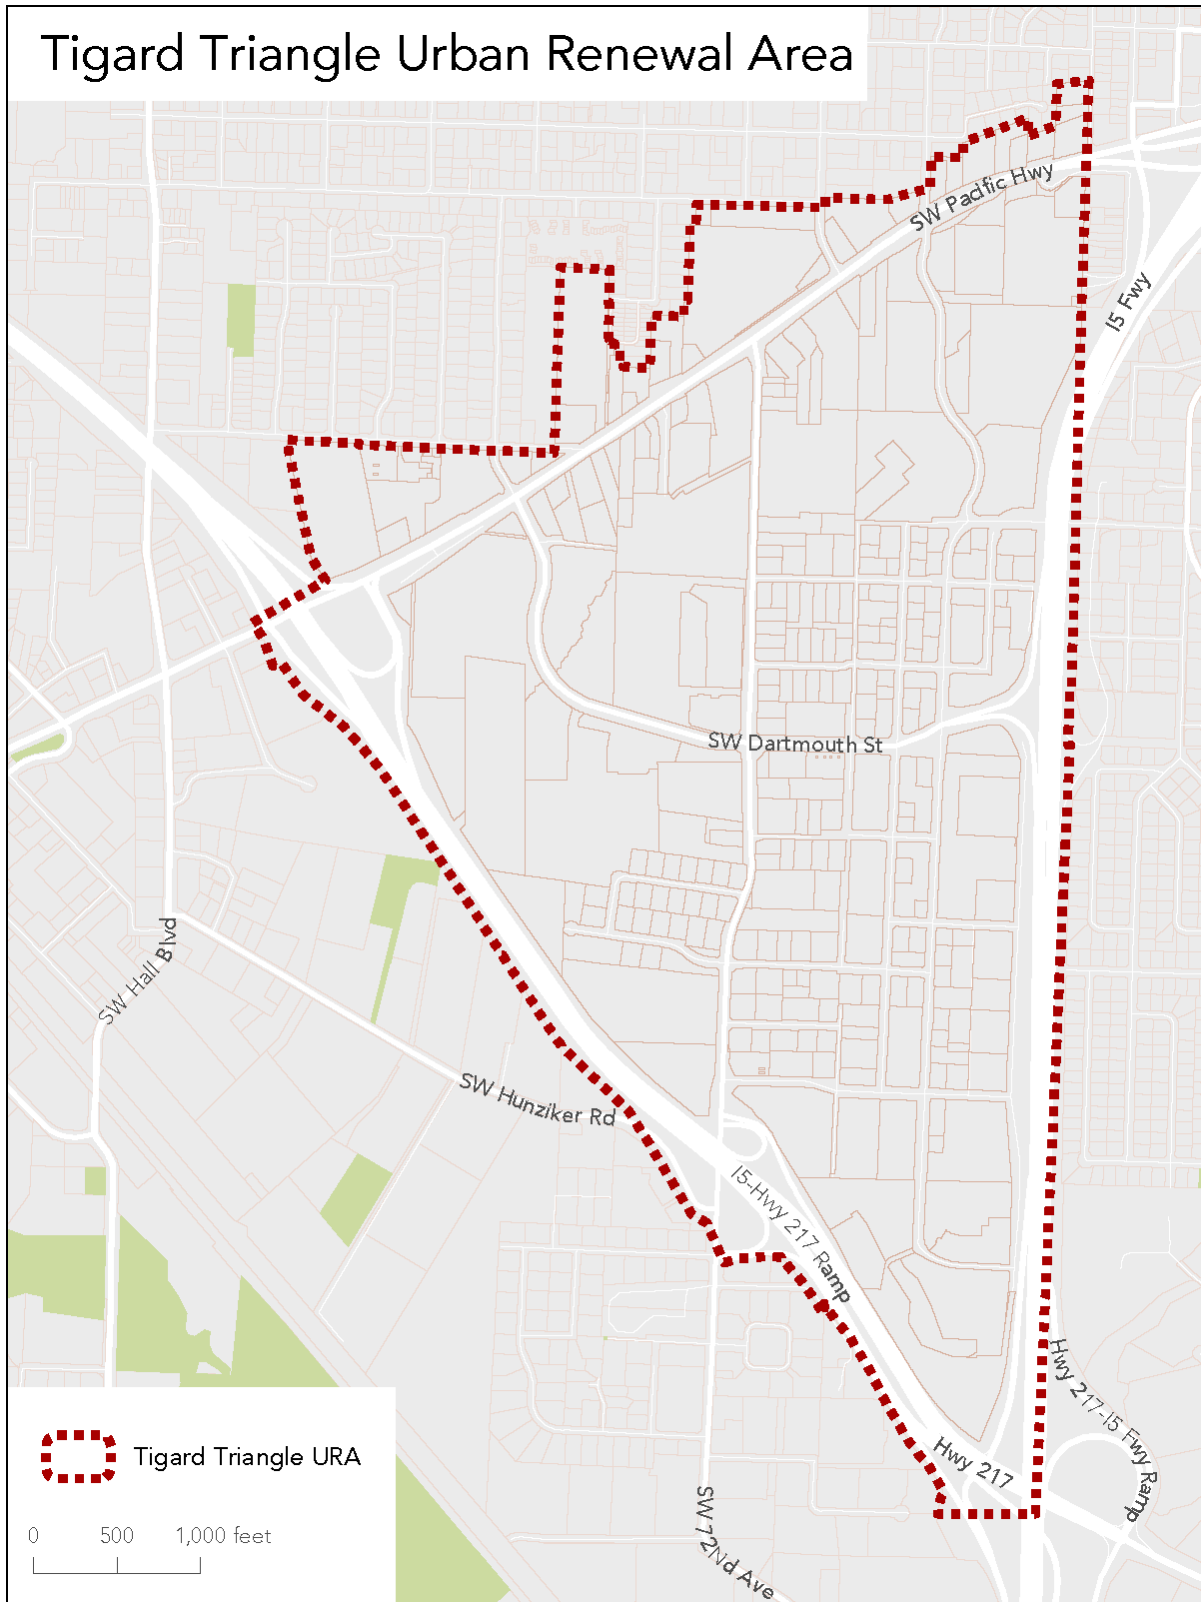 Tigard Triangle Urban Renewal Area
SW Pacific Hwy
I5 Fwy
SW Dartmouth St
SW Hall Blvd
SW Hunziker Rd
I5-Hwy 217 Ramp
Hwy 217-I5 Fwy Ramp
Hwy 217
SW 72Nd Ave
Tigard Triangle URA
0 500 1,000 feet